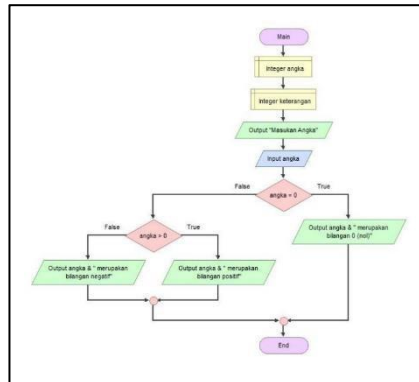 Main
Integer angka
Integer keterangan
Output "Masukan Angka"
Input angka
False
True
angka = 0
False
True
angka > 0
Output angka & " merupakan
bilangan 0 (nol)"
Output angka & " merupakan
bilangan negatif"
Output angka & " merupakan
bilangan positif"
End